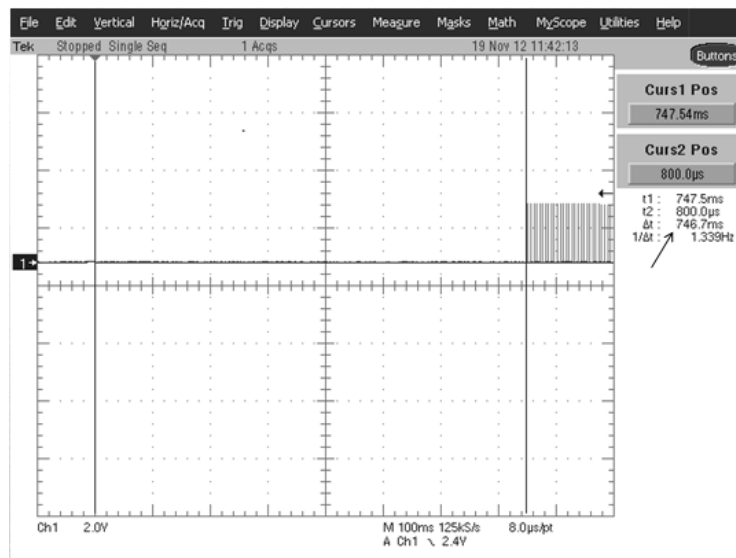 File Edit Vertical Horiz/Acq Trig Display Cursors Measure Masks Math MyScope Utilities Help
Tek Stopped Single Seq 1 Acqs 19 Nov 12 11:42:13
Buttons
Curs1 Pos
747.54ms
Curs2 Pos
800.0µs
t1 : 747.5ms
t2 : 800.0µs
Δt : 746.7ms
1/Δt : 1.339Hz
1
Ch1 2.0V M 100ms 125kS/s 8.0µs/pt
A Ch1 2.4V